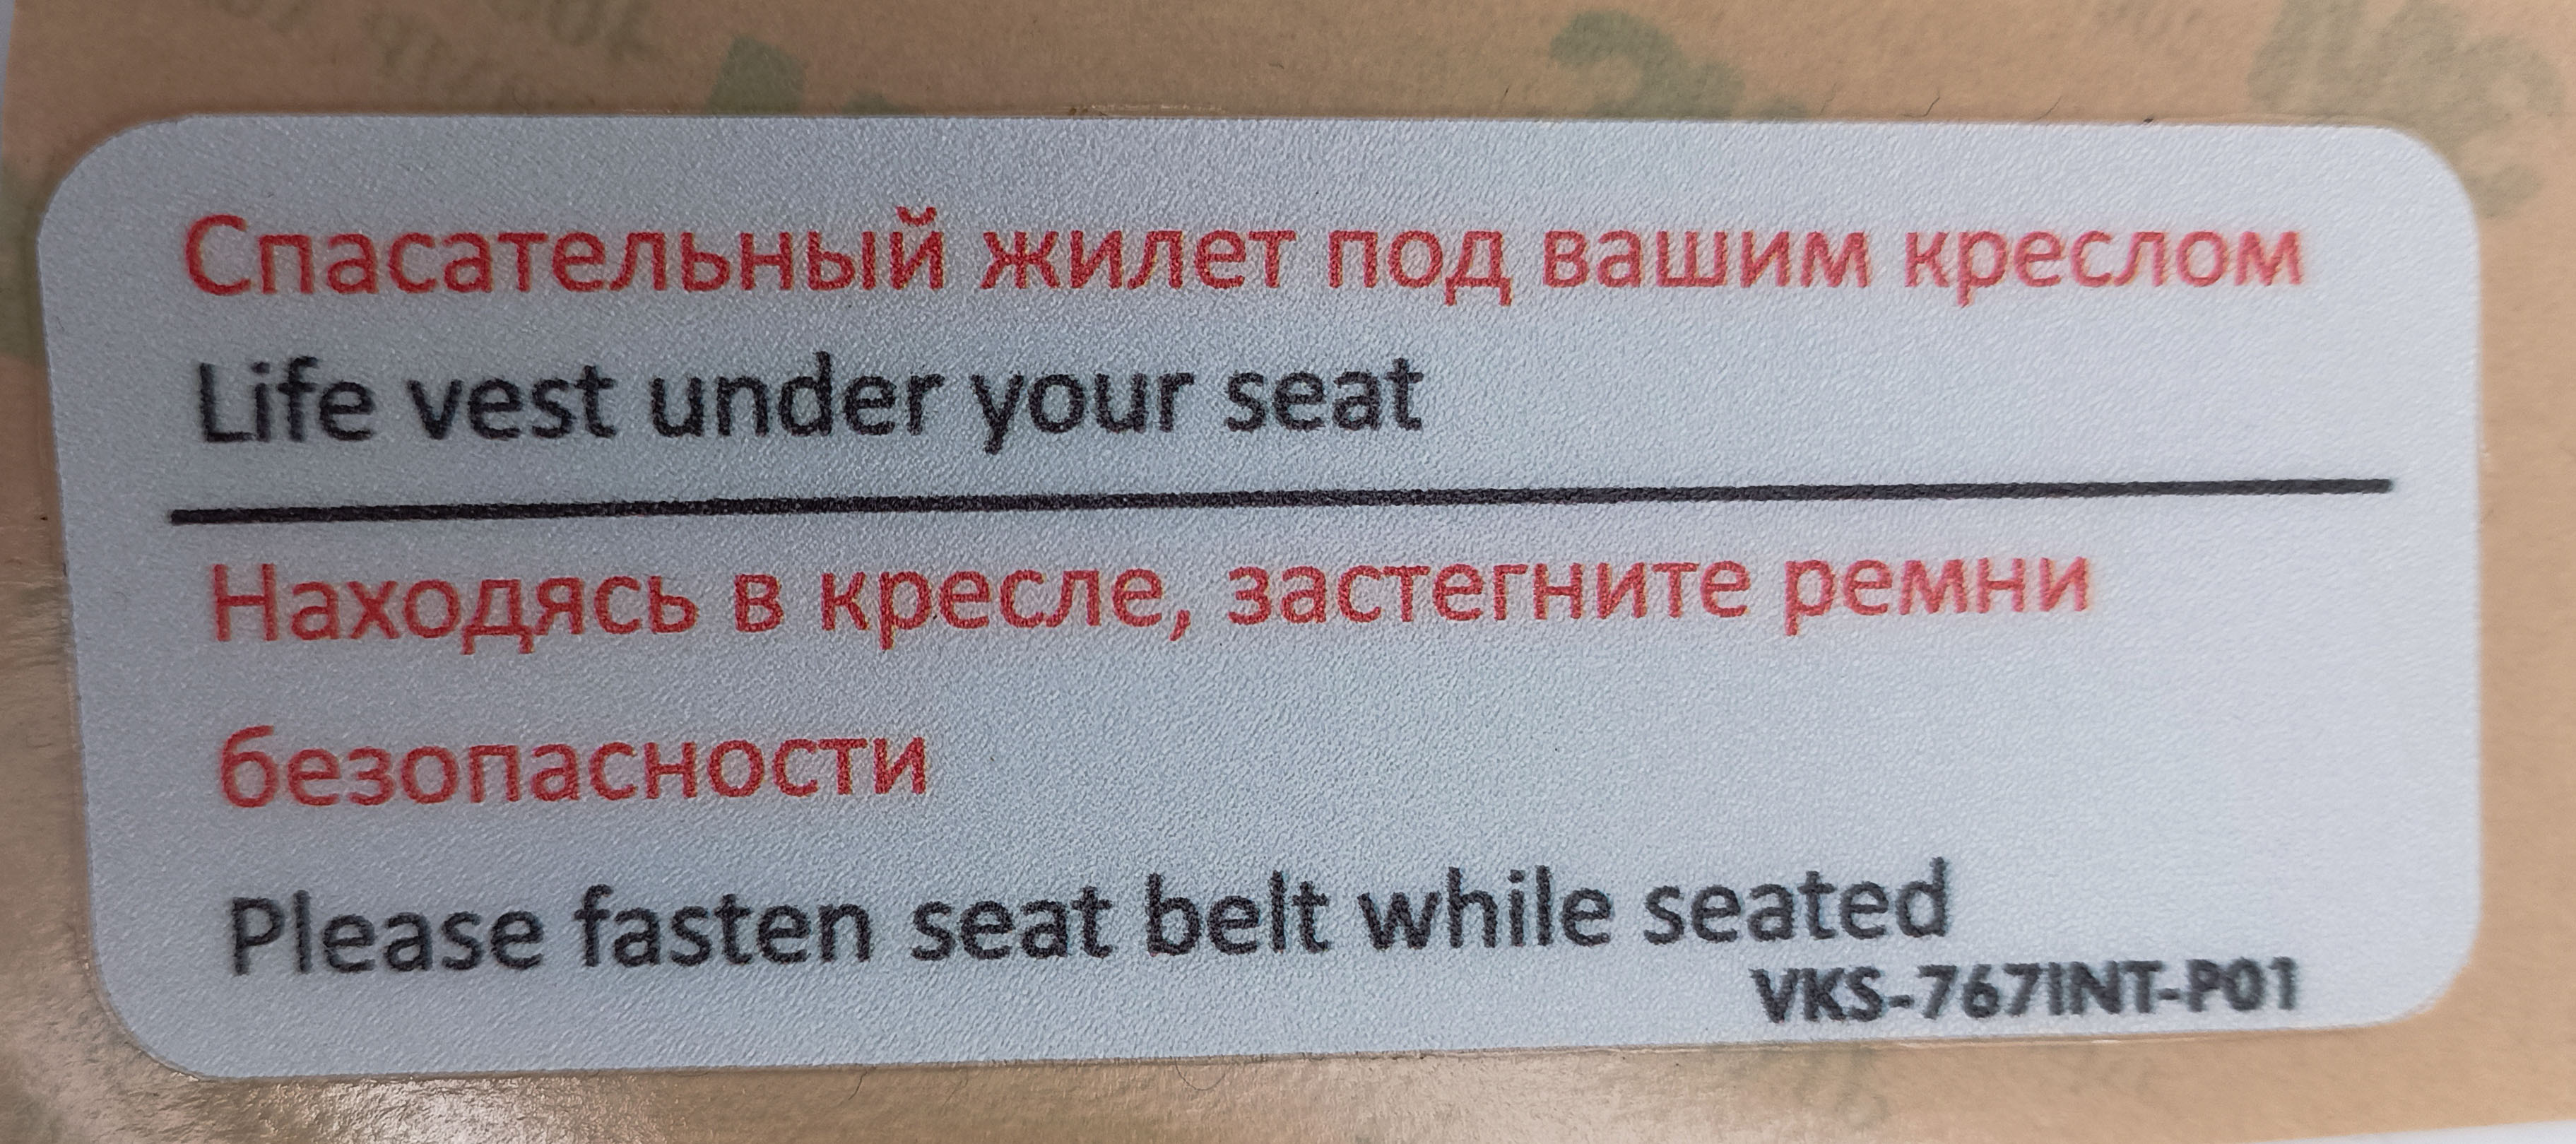 Спасательный жилет под вашим креслом
Life vest under your seat
Находясь в кресле, застегните ремни
безопасности
Please fasten seat belt while seated
VKS-767INT-P01